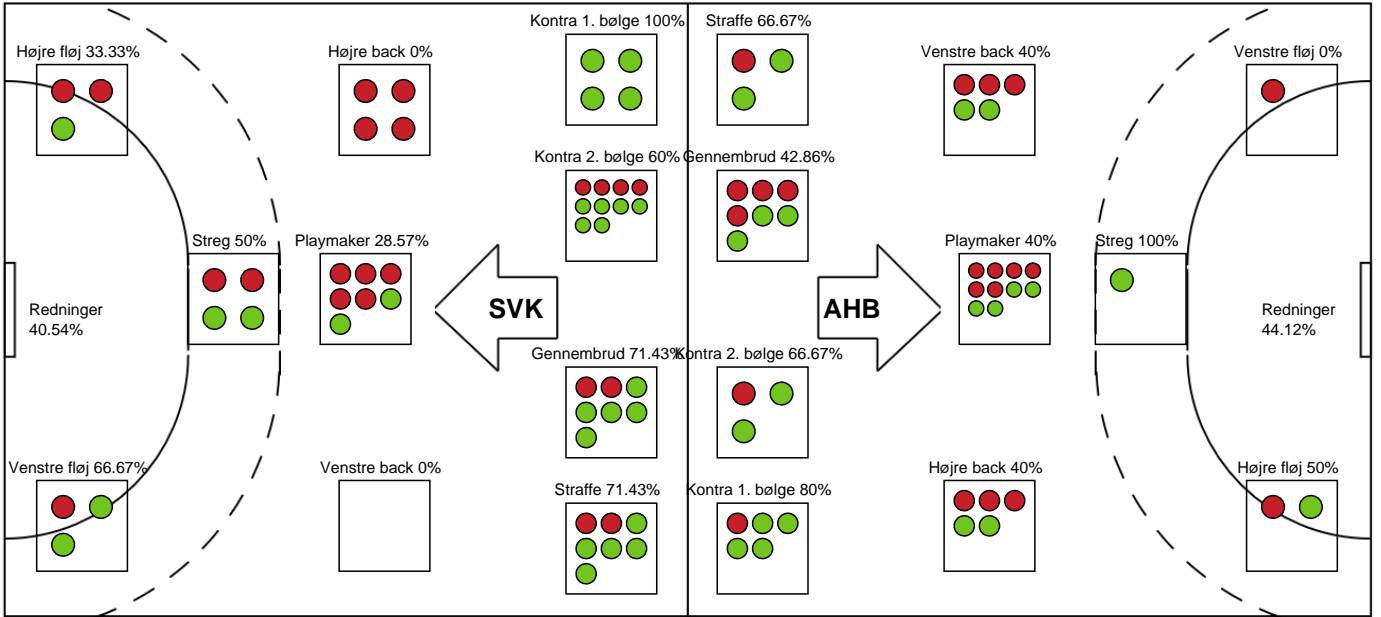 Kontra 1. bølge 100%
Straffe 66.67%
Højre fløj 33.33%
Højre back 0%
Venstre back 40%
Venstre fløj 0%
Kontra 2. bølge 60%
Gennembrud 42.86%
Streg 50%
Playmaker 28.57%
Playmaker 40%
Streg 100%
Redninger
40.54%
SVK
AHB
Redninger
44.12%
Gennembrud 71.43%
Kontra 2. bølge 66.67%
Venstre fløj 66.67%
Venstre back 0%
Højre back 40%
Højre fløj 50%
Straffe 71.43%
Kontra 1. bølge 80%